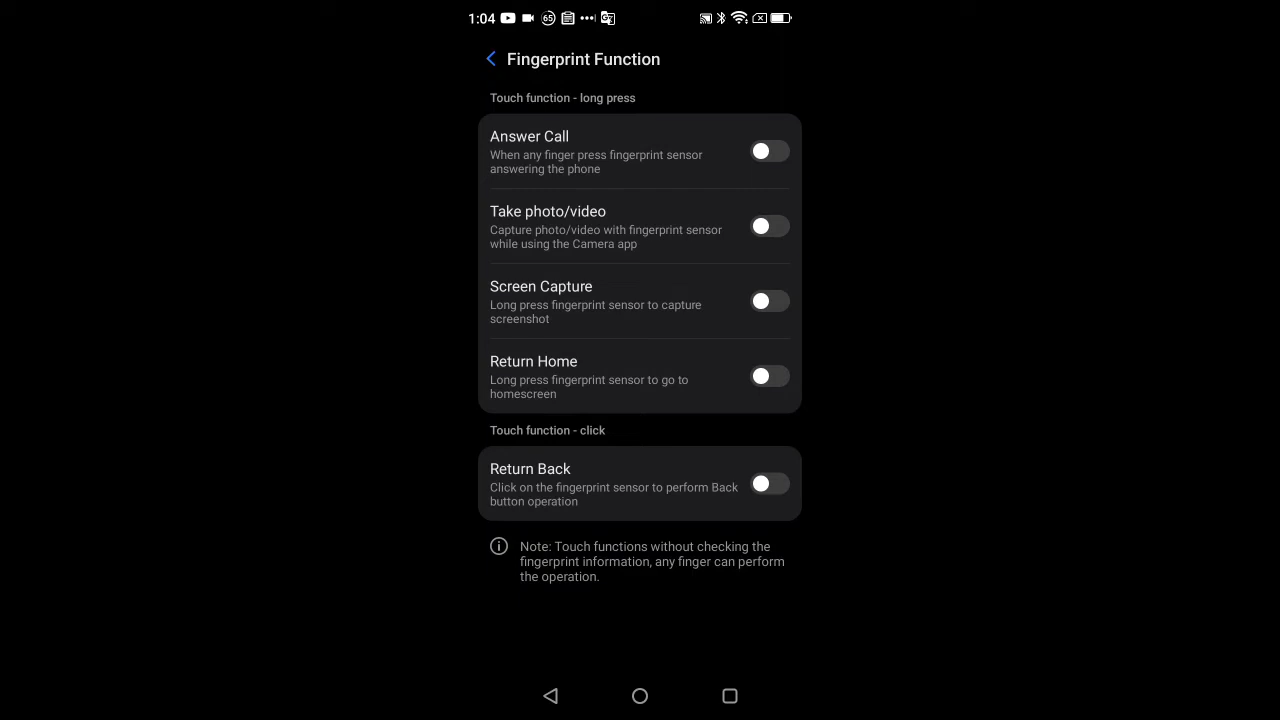 1:04 65
Fingerprint Function
Touch function - long press
Answer Call
When any finger press fingerprint sensor
answering the phone
Take photo/video
Capture photo/video with fingerprint sensor
while using the Camera app
Screen Capture
Long press fingerprint sensor to capture
screenshot
Return Home
Long press fingerprint sensor to go to
homescreen
Touch function - click
Return Back
Click on the fingerprint sensor to perform Back
button operation
Note: Touch functions without checking the
fingerprint information, any finger can perform
the operation.